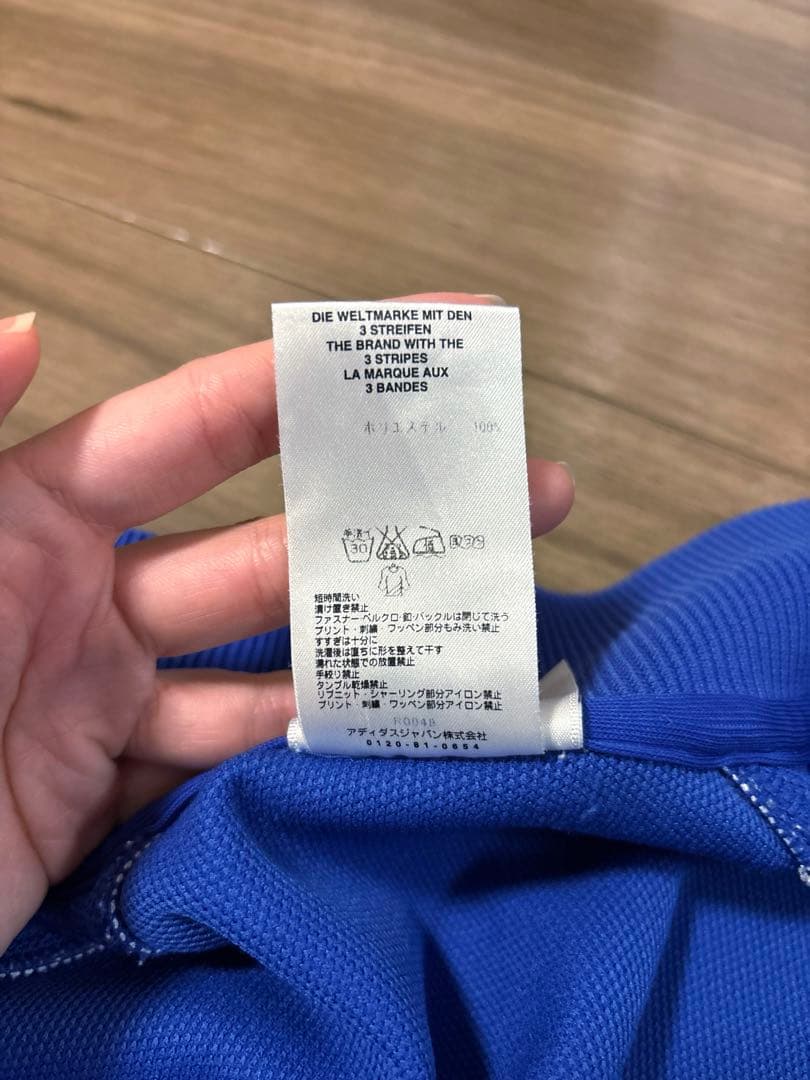 DIE WELTMARKE MIT DEN
3 STREIFEN
THE BRAND WITH THE
3 STRIPES
LA MARQUE AUX
3 BANDES
ポリエステル 100%
手洗イ
30
低
短時間洗い
漬け置き禁止
ファスナー・ベルクロ・釦・バックルは閉じて洗う
プリント・刺繍・ワッペン部分もみ洗い禁止
すすぎは十分に
洗濯後は直ちに形を整えて干す
濡れた状態での放置禁止
手絞り禁止
タンブル乾燥禁止
リブニット・シャーリング部分アイロン禁止
プリント・刺繍・ワッペン部分アイロン禁止
R0048
アディダスジャパン株式会社
0120-81-0654